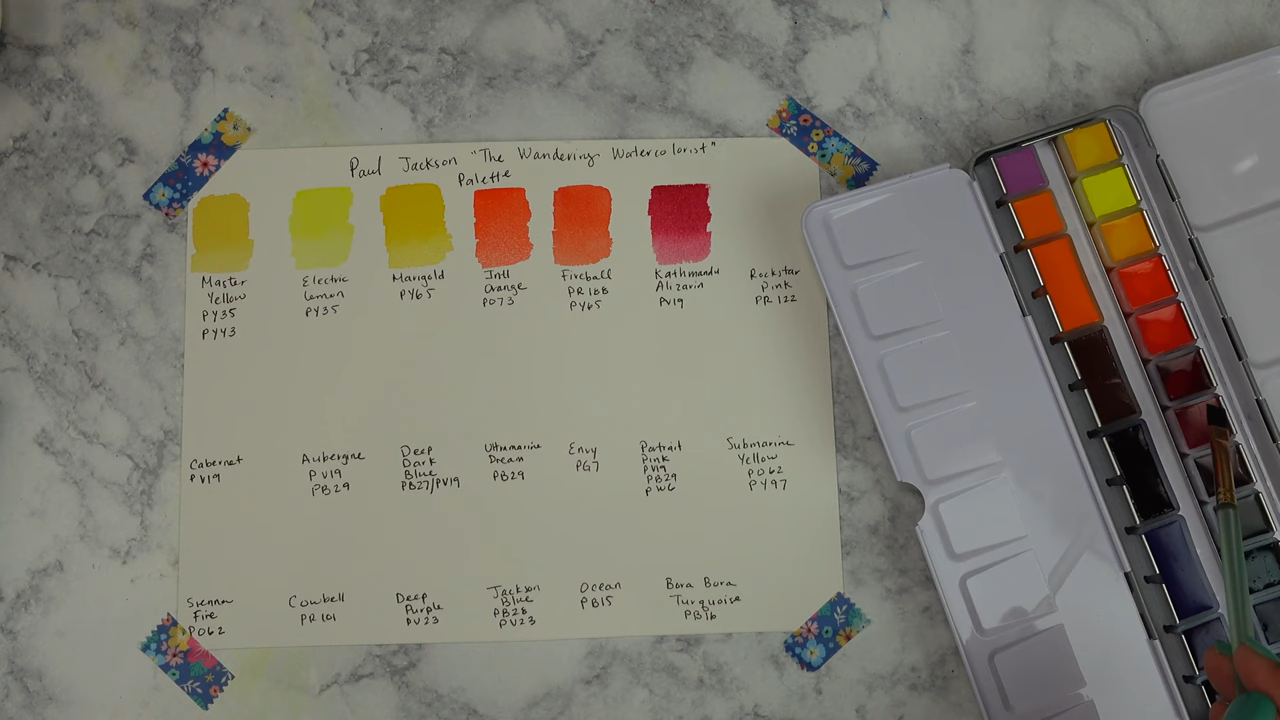 Paul Jackson "The Wandering Watercolorist"
Palette
Master
Yellow
PY35
PY43
Electric
Lemon
PY35
Marigold
PY65
Intl
Orange
PO73
Fireball
PR188
PY65
Kathmandu
Alizarin
PV19
Rockstar
Pink
PR 122
Cabernet
PV19
Aubergine
PV19
PB29
Deep
Dark
Blue
PB27/PV19
Ultramarine
Dream
PB29
Envy
PG7
Portrait
Pink
PV19
PB29
PW6
Submarine
Yellow
PO62
PY97
Sienna
Fire
PO62
Cowbell
PR101
Deep
Purple
PV23
Jackson
Blue
PB28
PV23
Ocean
PB15
Bora Bora
Turquoise
PB16